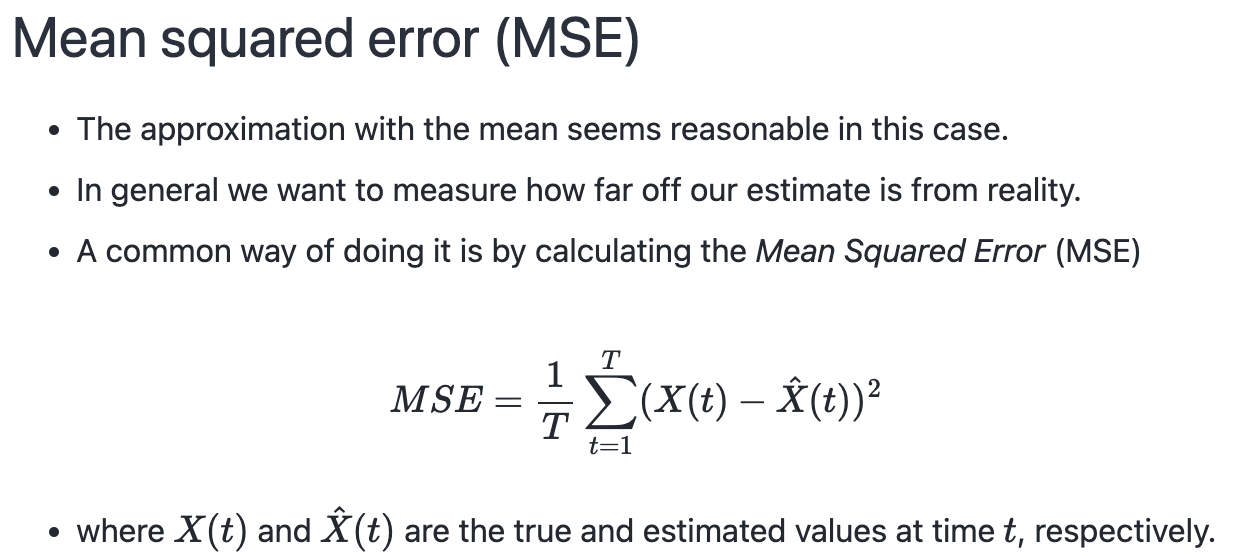 Mean squared error (MSE)
• The approximation with the mean seems reasonable in this case.
• In general we want to measure how far off our estimate is from reality.
• A common way of doing it is by calculating the Mean Squared Error (MSE)
$MSE = \frac{1}{T} \sum_{t=1}^{T} (X(t) - \hat{X}(t))^2$
• where $X(t)$ and $\hat{X}(t)$ are the true and estimated values at time $t$, respectively.